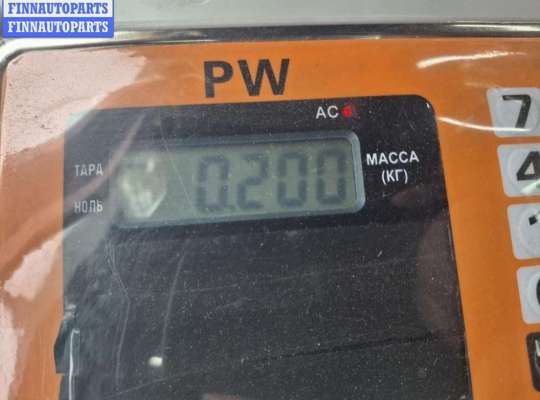 FINNAUTOPARTS
FINNAUTOPARTS
PW
AC
ТАРА
0.200
МАССА
(КГ)
НОЛЬ
7
4